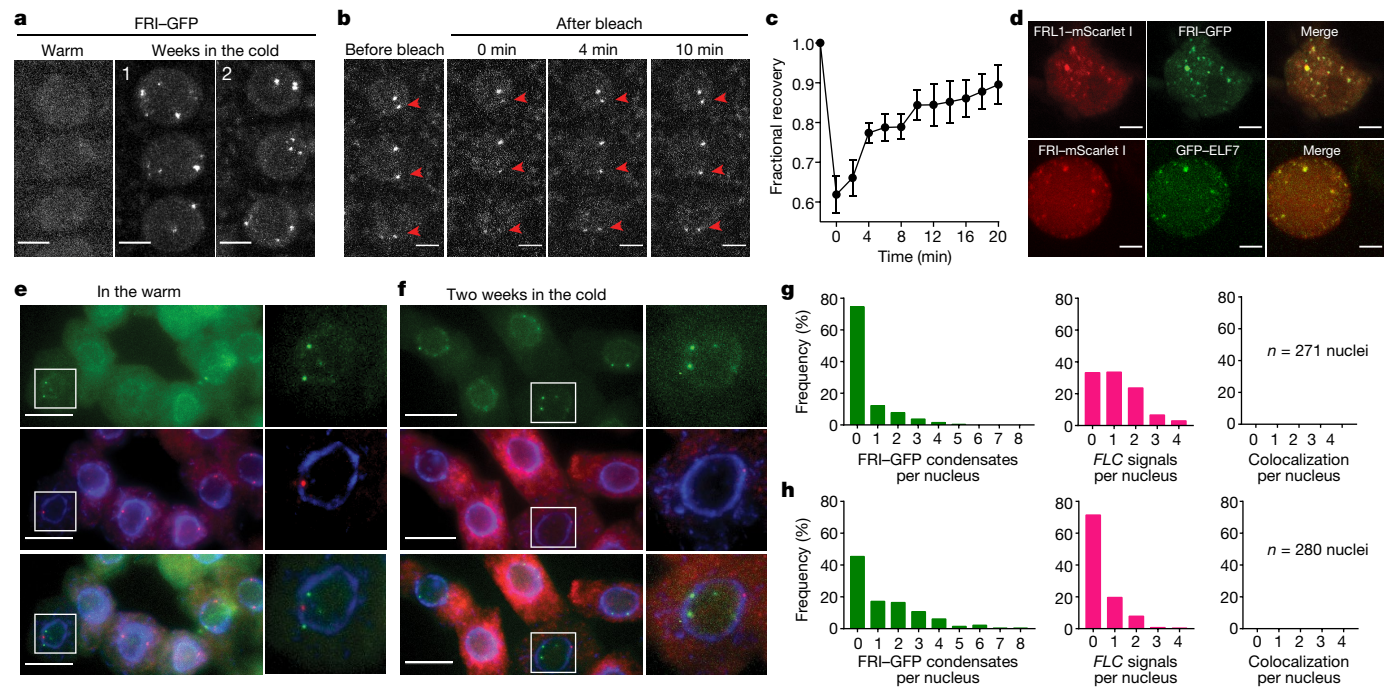 a
FRI–GFP
Warm
Weeks in the cold
1
2
b
After bleach
Before bleach
0 min
4 min
10 min
c
Fractional recovery
1.0
0.9
0.8
0.7
0.6
0 4 8 12 16 20
Time (min)
d
FRL1–mScarlet I
FRI–GFP
Merge
FRI–mScarlet I
GFP–ELF7
Merge
e
In the warm
f
Two weeks in the cold
g
Frequency (%)
80
60
40
20
0
0 1 2 3 4 5 6 7 8
FRI–GFP condensates
per nucleus
80
60
40
20
0
0 1 2 3 4
FLC signals
per nucleus
80
60
40
20
0
n = 271 nuclei
0 1 2 3 4
Colocalization
per nucleus
h
Frequency (%)
80
60
40
20
0
0 1 2 3 4 5 6 7 8
FRI–GFP condensates
per nucleus
80
60
40
20
0
0 1 2 3 4
FLC signals
per nucleus
80
60
40
20
0
n = 280 nuclei
0 1 2 3 4
Colocalization
per nucleus